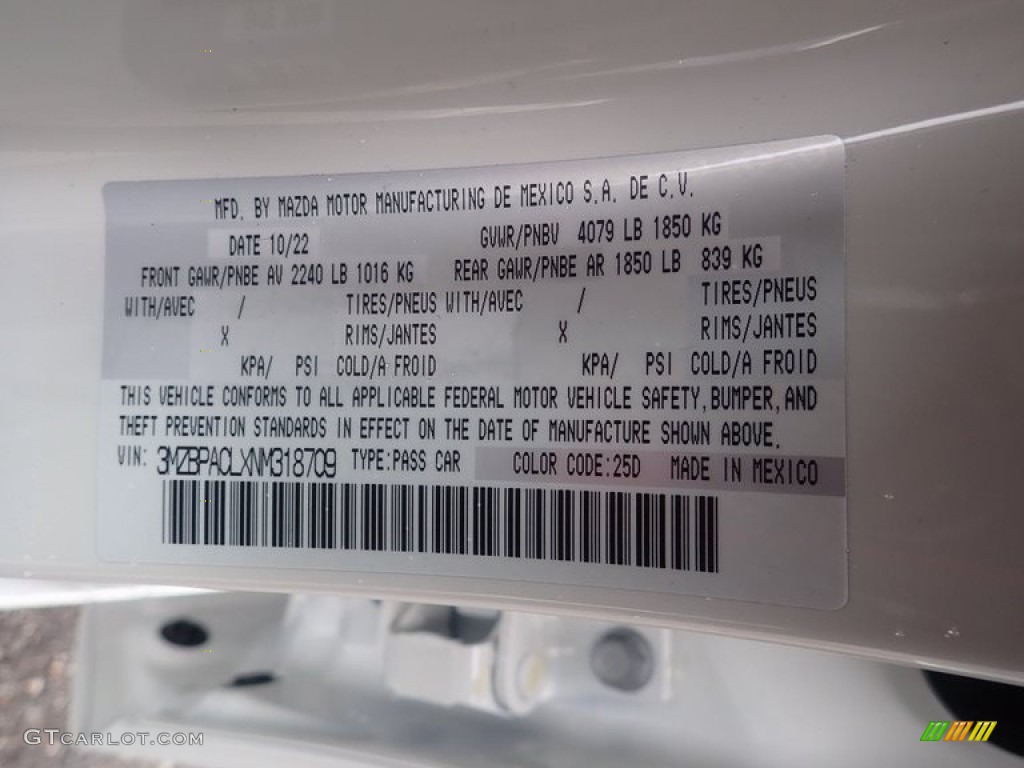 MFD. BY MAZDA MOTOR MANUFACTURING DE MEXICO S.A. DE C.V.
DATE 10/22 GVWR/PNBV 4079 LB 1850 KG
FRONT GAWR/PNBE AV 2240 LB 1016 KG REAR GAWR/PNBE AR 1850 LB 839 KG
WITH/AVEC / TIRES/PNEUS WITH/AVEC / TIRES/PNEUS
X RIMS/JANTES X RIMS/JANTES
KPA/ PSI COLD/A FROID KPA/ PSI COLD/A FROID
THIS VEHICLE CONFORMS TO ALL APPLICABLE FEDERAL MOTOR VEHICLE SAFETY, BUMPER, AND
THEFT PREVENTION STANDARDS IN EFFECT ON THE DATE OF MANUFACTURE SHOWN ABOVE.
VIN: 3MZBPACLXNM318709 TYPE:PASS CAR COLOR CODE:25D MADE IN MEXICO
GTCARLOT.COM